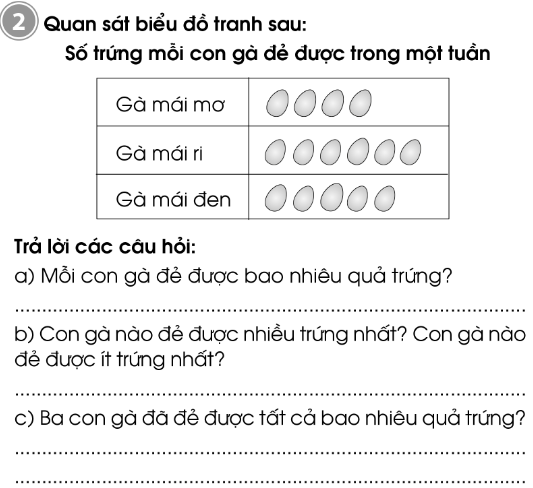 2 Quan sát biểu đồ tranh sau:
Số trứng mỗi con gà đẻ được trong một tuần
Gà mái mơ
Gà mái ri
Gà mái đen
Trả lời các câu hỏi:
a) Mỗi con gà đẻ được bao nhiêu quả trứng?
b) Con gà nào đẻ được nhiều trứng nhất? Con gà nào
đẻ được ít trứng nhất?
c) Ba con gà đã đẻ được tất cả bao nhiêu quả trứng?